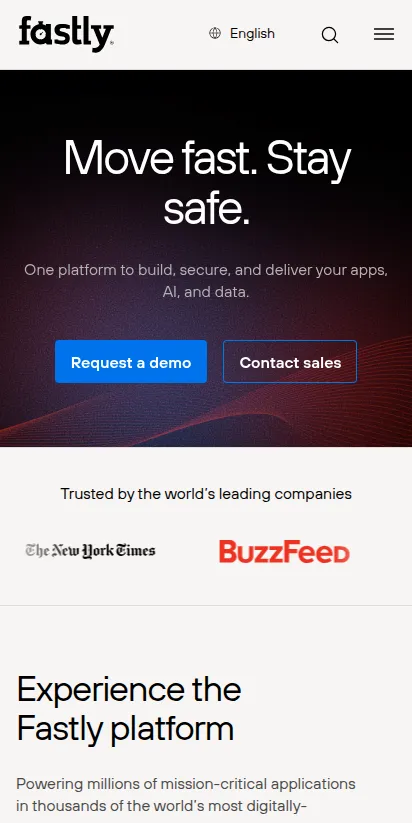 fastly
English
Move fast. Stay
safe.
One platform to build, secure, and deliver your apps,
AI, and data.
Request a demo
Contact sales
Trusted by the world’s leading companies
The New York Times
BuzzFeed
Experience the
Fastly platform
Powering millions of mission-critical applications
in thousands of the world’s most digitally-